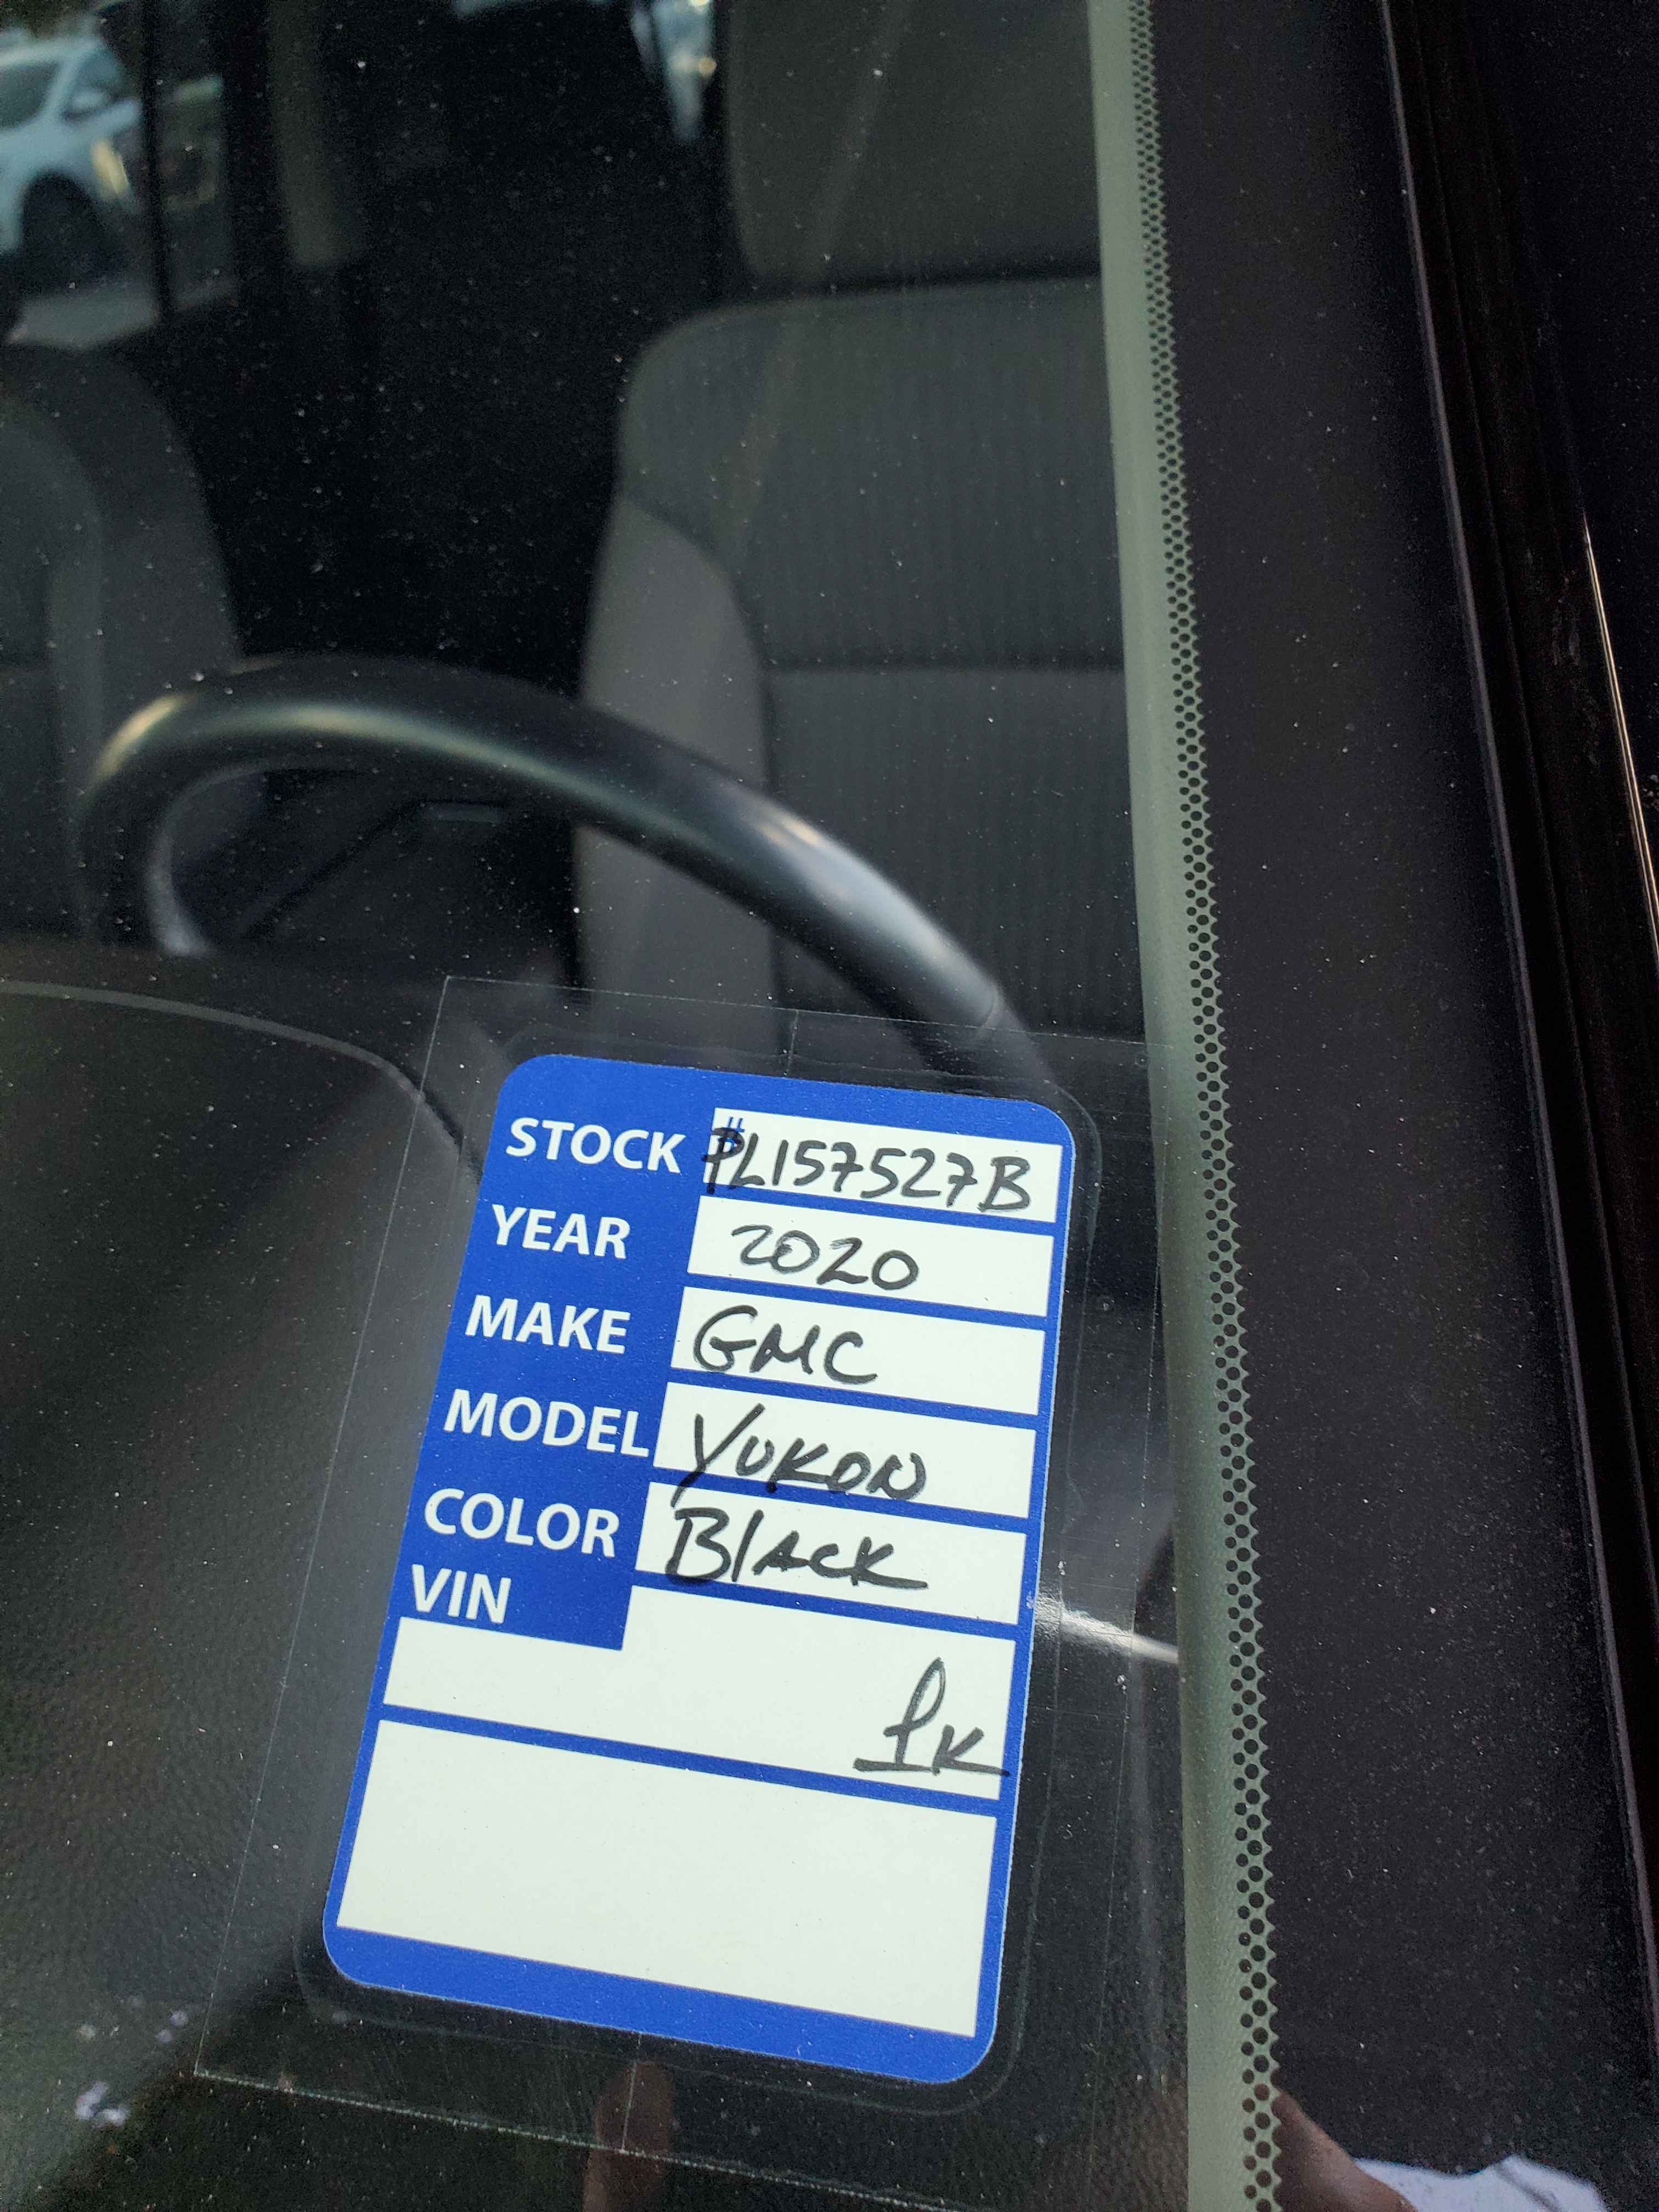 STOCK # PL157527B
YEAR 2020
MAKE GMC
MODEL YUKON
COLOR BlACK
VIN
1K